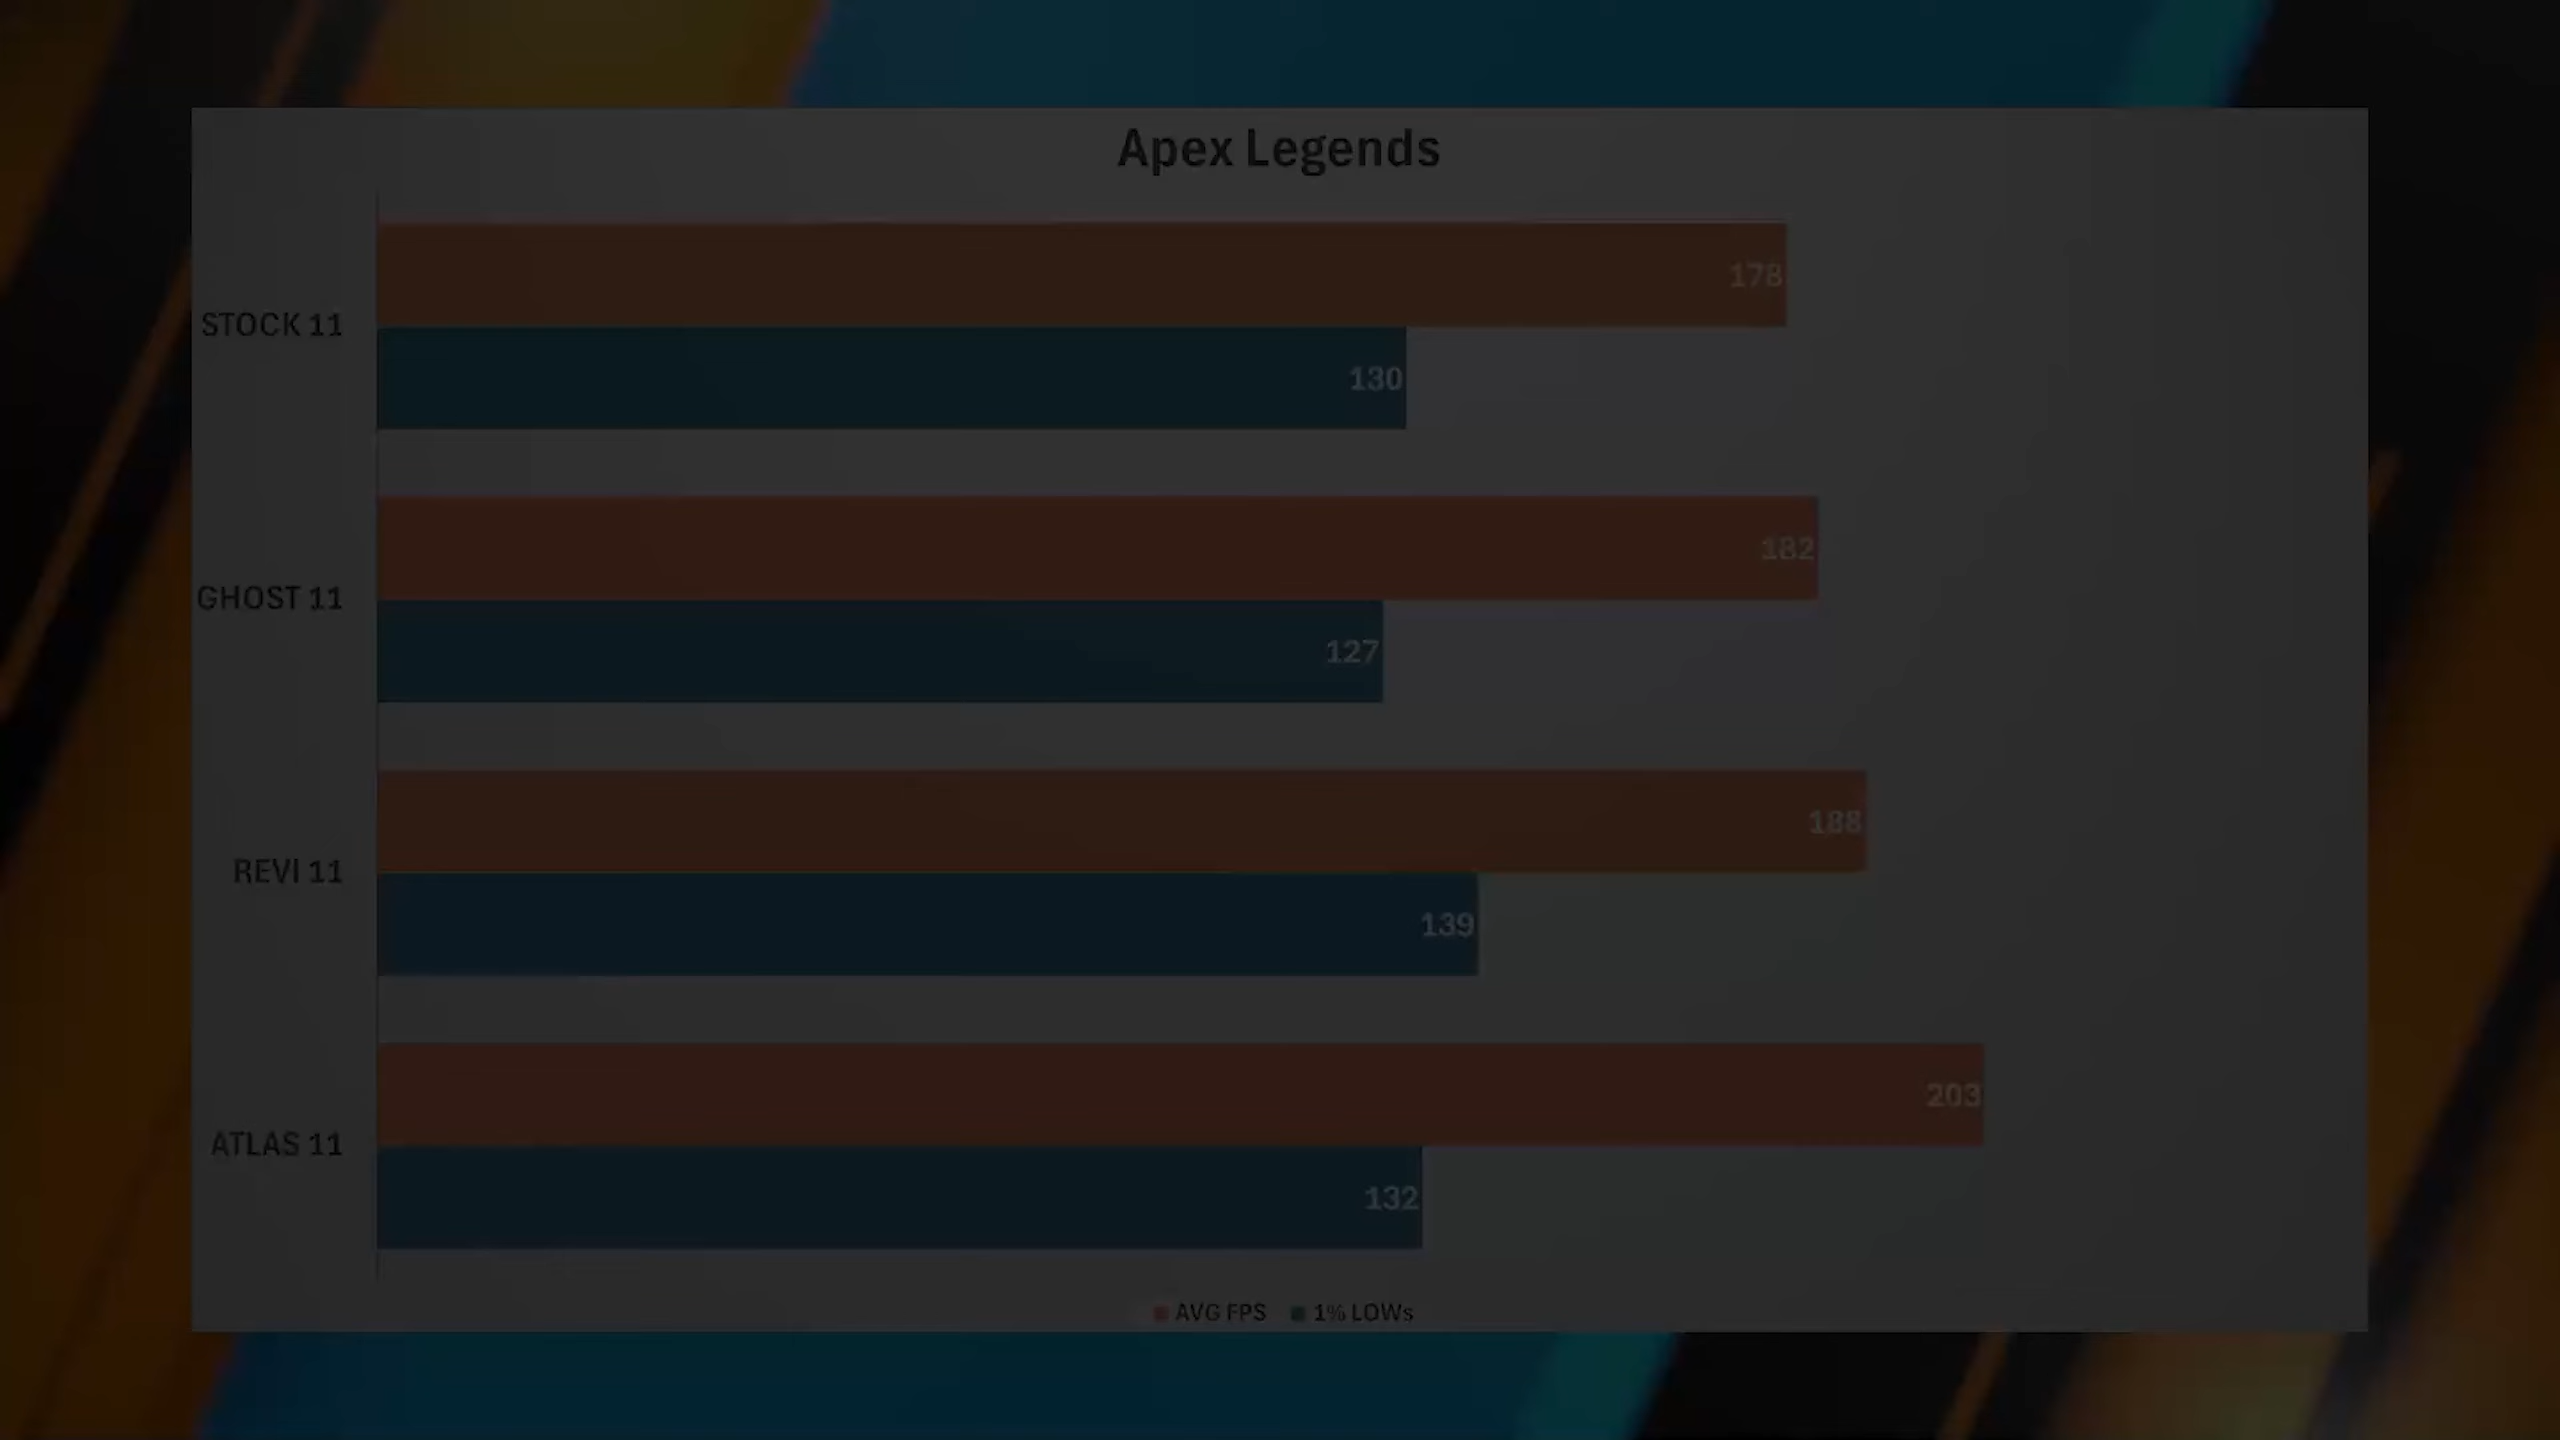 Apex Legends
STOCK 11
178
130
GHOST 11
182
127
REVI 11
188
139
ATLAS 11
203
132
AVG FPS 1% LOWs